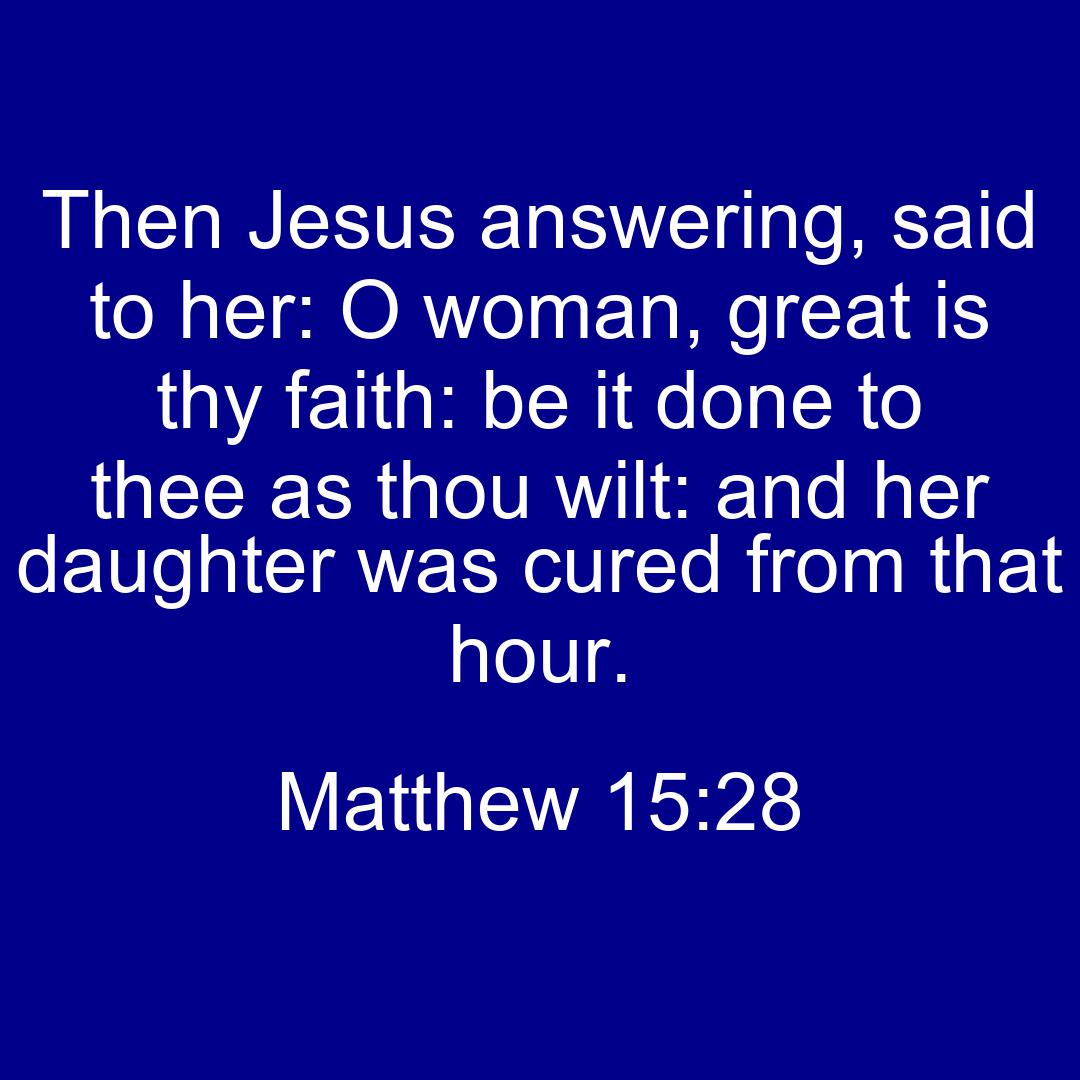 Then Jesus answering, said
to her: O woman, great is
thy faith: be it done to
thee as thou wilt: and her
daughter was cured from that
hour.
Matthew 15:28